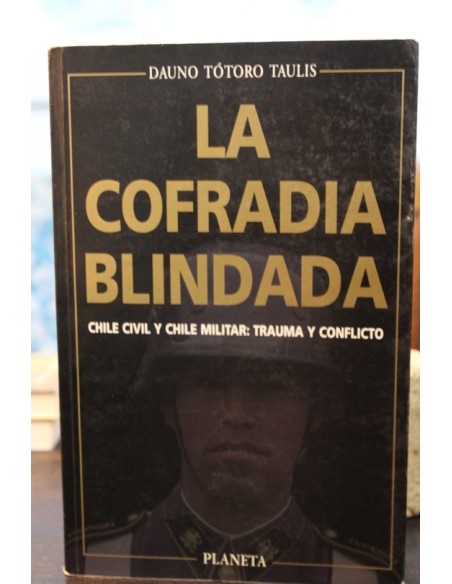 DAUNO TÓTORO TAULIS
LA
COFRADIA
BLINDADA
CHILE CIVIL Y CHILE MILITAR: TRAUMA Y CONFLICTO
PLANETA